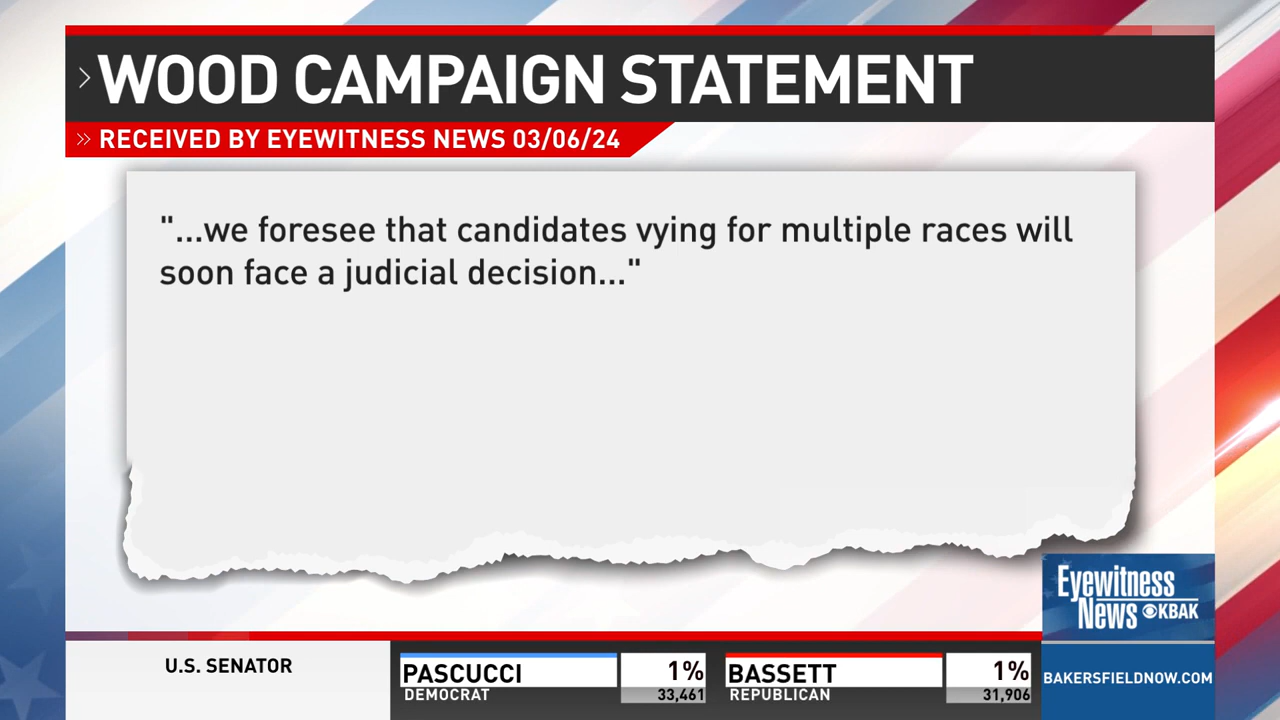 WOOD CAMPAIGN STATEMENT
RECEIVED BY EYEWITNESS NEWS 03/06/24
"...we foresee that candidates vying for multiple races will
soon face a judicial decision..."
Eyewitness
News KBAK
U.S. SENATOR
PASCUCCI 1%
DEMOCRAT 33,461
BASSETT 1%
REPUBLICAN 31,906
BAKERSFIELDNOW.COM